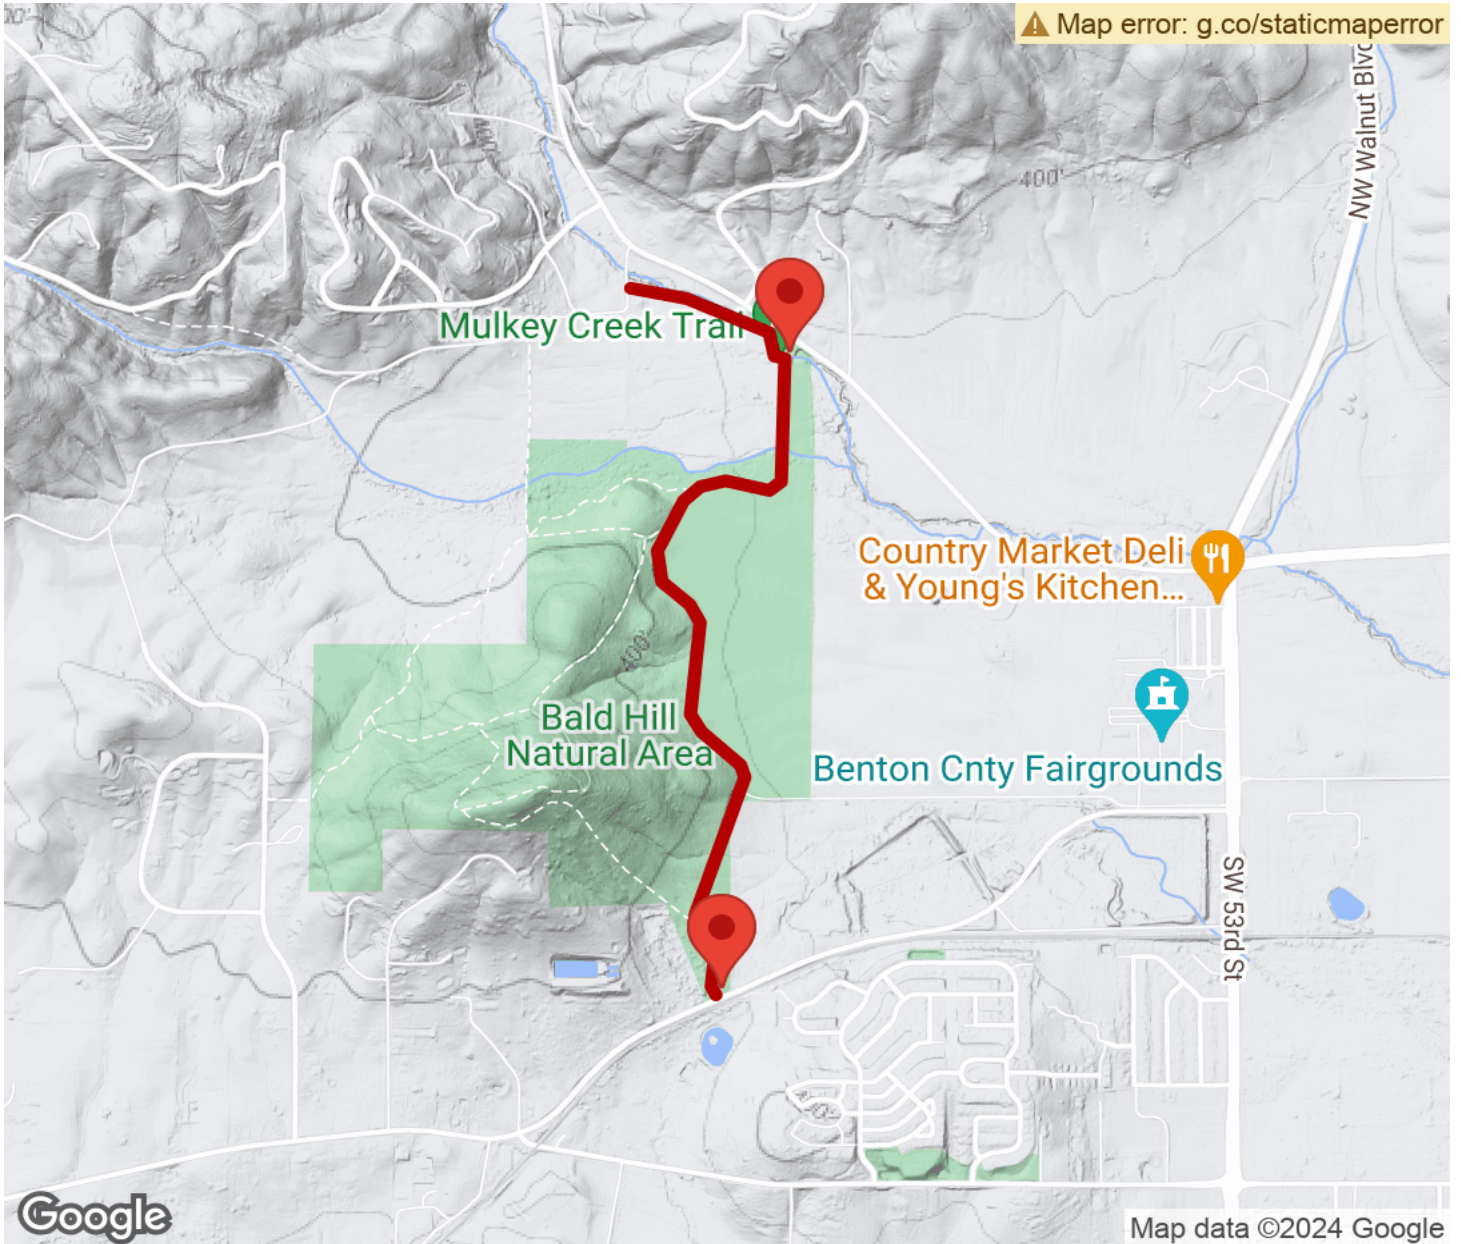 Map error: g.co/staticmaperror
NW Walnut Blvd
400'
Mulkey Creek Trail
Country Market Deli
& Young's Kitchen...
400'
Bald Hill
Natural Area
Benton Cnty Fairgrounds
SW 53rd St
Google
Map data ©2024 Google